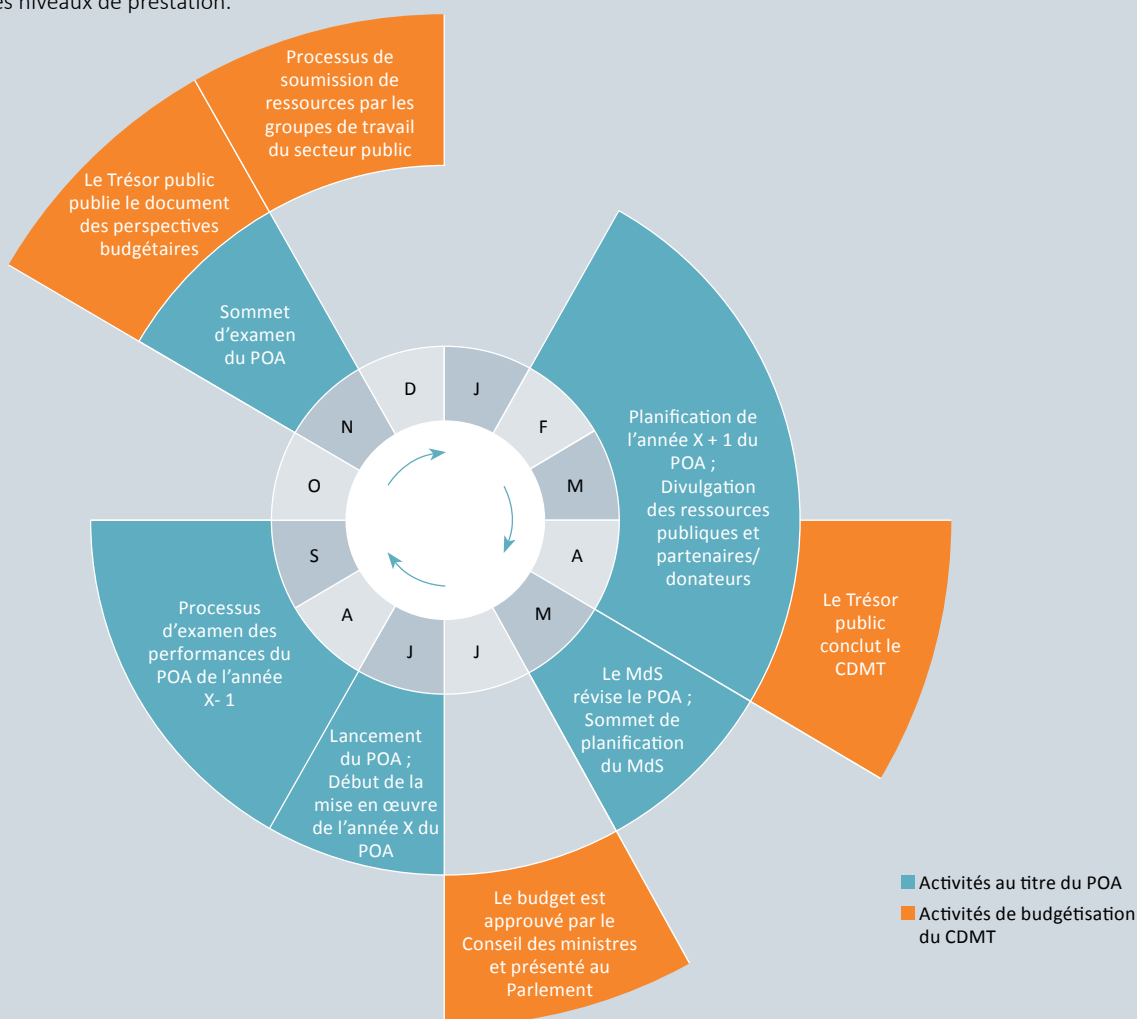 es niveaux de prestation.
Processus de
soumission de
ressources par les
groupes de travail
du secteur public
Le Trésor public
publie le document
des perspectives
budgétaires
Sommet
d'examen
du POA
D
J
N
F
O
M
S
A
A
M
J
J
Planification de
l'année X + 1 du
POA ;
Divulgation
des ressources
publiques et
partenaires/
donateurs
Le Trésor
public
conclut le
CDMT
Le MdS
révise le POA ;
Sommet de
planification
du MdS
Processus
d'examen des
performances du
POA de l'année
X- 1
Lancement
du POA ;
Début de la
mise en œuvre
de l'année X du
POA
Le budget est
approuvé par le
Conseil des ministres
et présenté au
Parlement
Activités au titre du POA
Activités de budgétisation
du CDMT